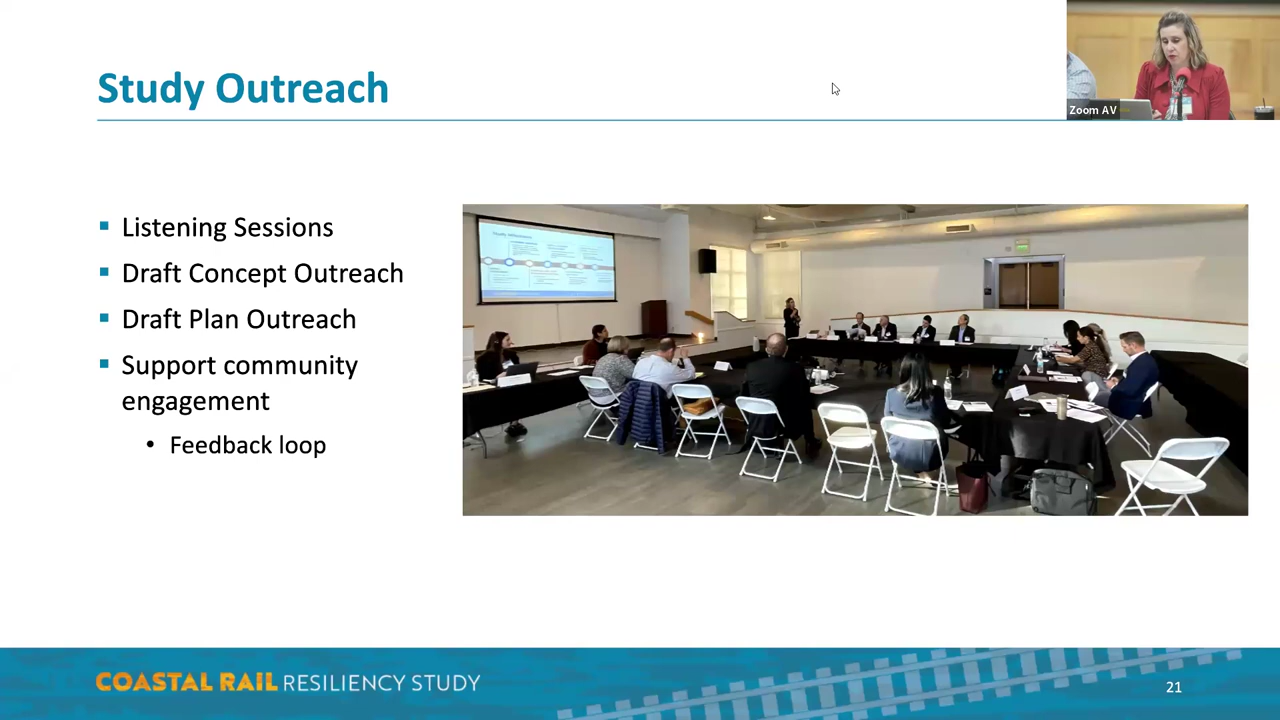 Study Outreach
Zoom AV
Listening Sessions
Draft Concept Outreach
Draft Plan Outreach
Support community
engagement
Feedback loop
COASTAL RAIL RESILIENCY STUDY
21